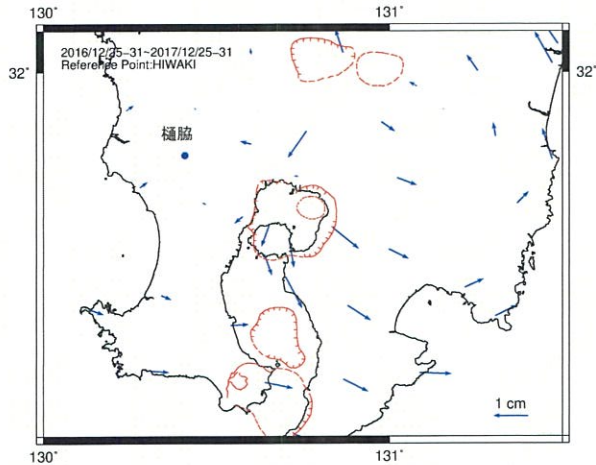 130° 131°
2016/12/25-31~2017/12/25-31
Reference Point:HIWAKI
32° 32°
樋脇
1 cm
130° 131°